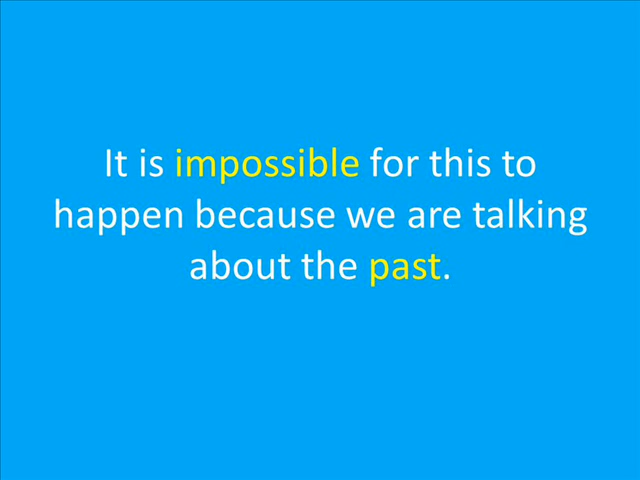 It is impossible for this to
happen because we are talking
about the past.